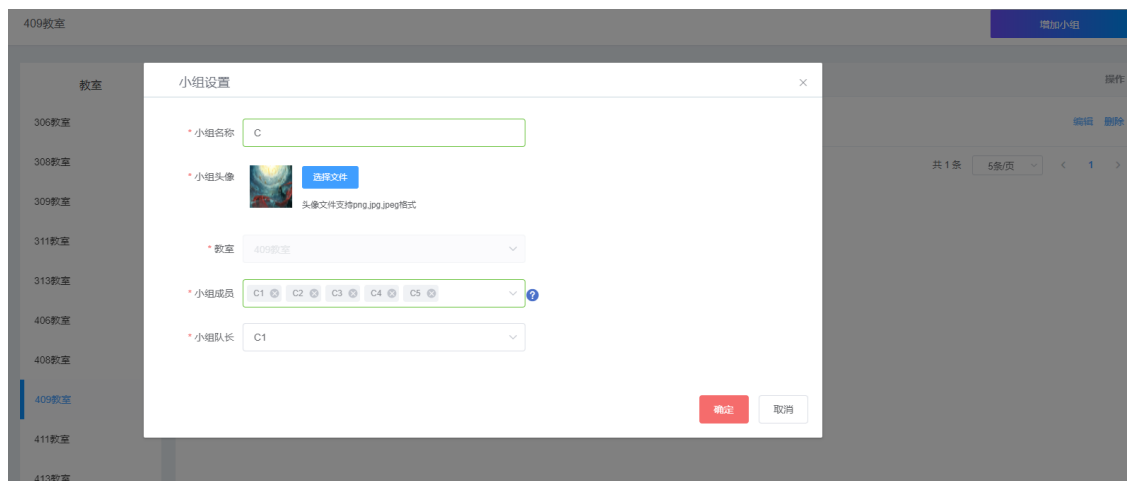 409教室
增加小组
教室
306教室
308教室
309教室
311教室
313教室
406教室
408教室
409教室
411教室
413教室
操作
编辑 删除
共1条 5条/页 1
小组设置
* 小组名称 C
* 小组头像 选择文件
头像文件支持png,jpg,jpeg格式
* 教室 409教室
* 小组成员 C1 C2 C3 C4 C5 ?
* 小组队长 C1
确定 取消